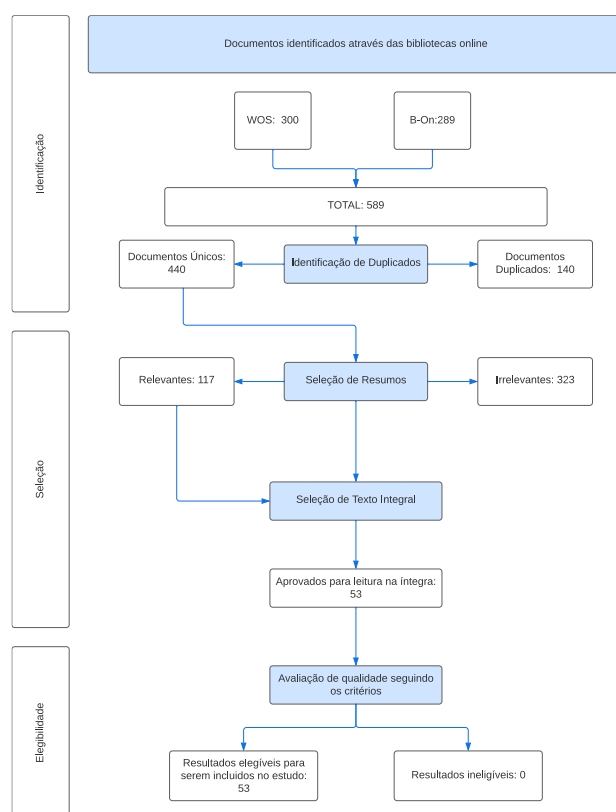 Documentos identificados através das bibliotecas online
Identificação
WOS:  300
B-On:289
TOTAL: 589
Documentos Únicos:
440
Identificação de Duplicados
Documentos
Duplicados:  140
Seleção
Relevantes: 117
Seleção de Resumos
Irrelevantes: 323
Seleção de Texto Integral
Aprovados para leitura na íntegra:
53
Elegibilidade
Avaliação de qualidade seguindo
os critérios
Resultados elegíveis para
serem incluidos no estudo:
53
Resultados ineligíveis: 0